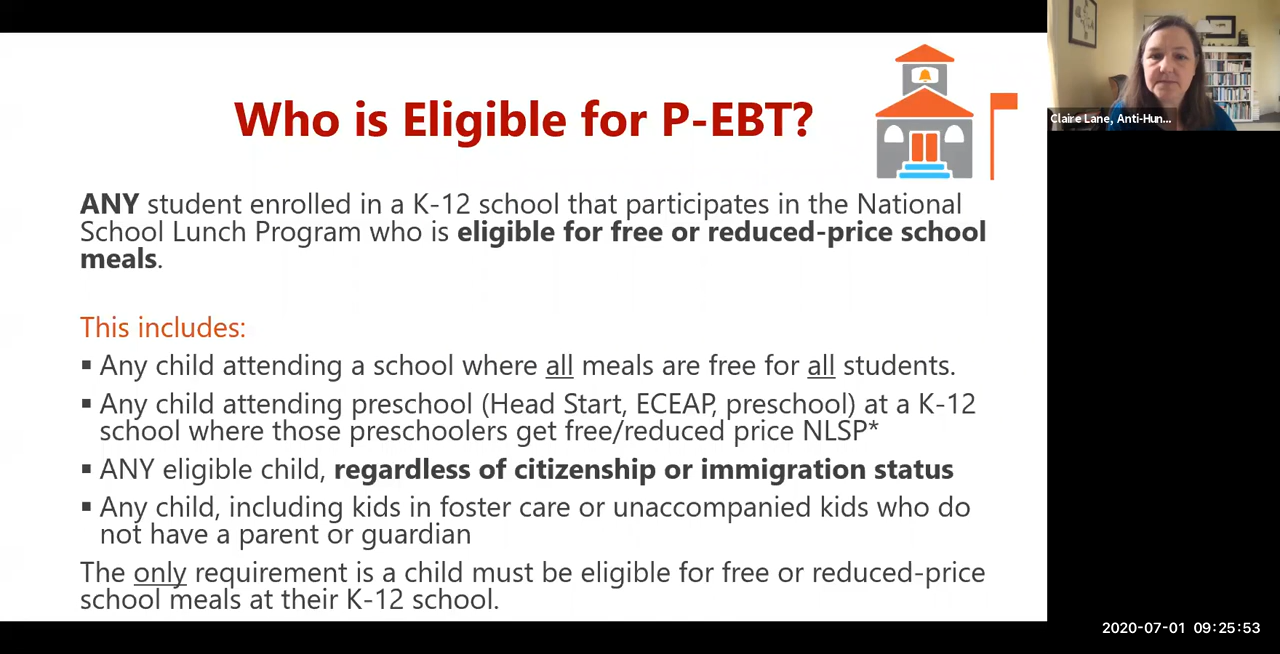 Who is Eligible for P-EBT?
ANY student enrolled in a K-12 school that participates in the National
School Lunch Program who is eligible for free or reduced-price school
meals.
This includes:
▪ Any child attending a school where all meals are free for all students.
▪ Any child attending preschool (Head Start, ECEAP, preschool) at a K-12
school where those preschoolers get free/reduced price NLSP*
▪ ANY eligible child, regardless of citizenship or immigration status
▪ Any child, including kids in foster care or unaccompanied kids who do
not have a parent or guardian
The only requirement is a child must be eligible for free or reduced-price
school meals at their K-12 school.
Claire Lane, Anti-Hun...
2020-07-01 09:25:53